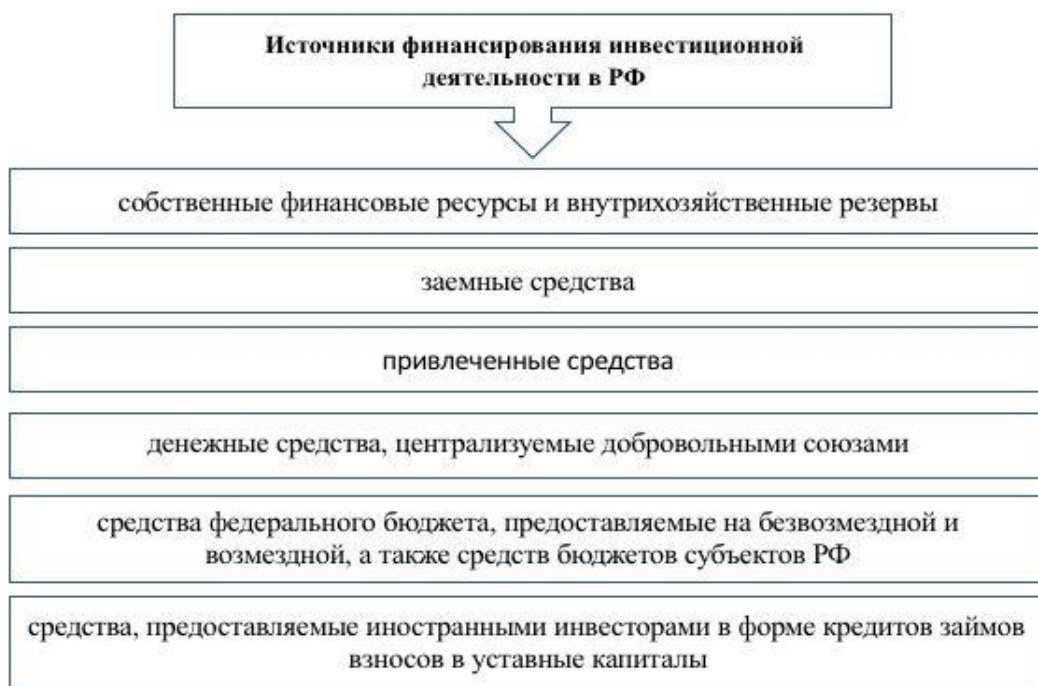 Источники финансирования инвестиционной
деятельности в РФ
собственные финансовые ресурсы и внутрихозяйственные резервы
заемные средства
привлеченные средства
денежные средства, централизуемые добровольными союзами
средства федерального бюджета, предоставляемые на безвозмездной и
возмездной, а также средств бюджетов субъектов РФ
средства, предоставляемые иностранными инвесторами в форме кредитов займов
взносов в уставные капиталы